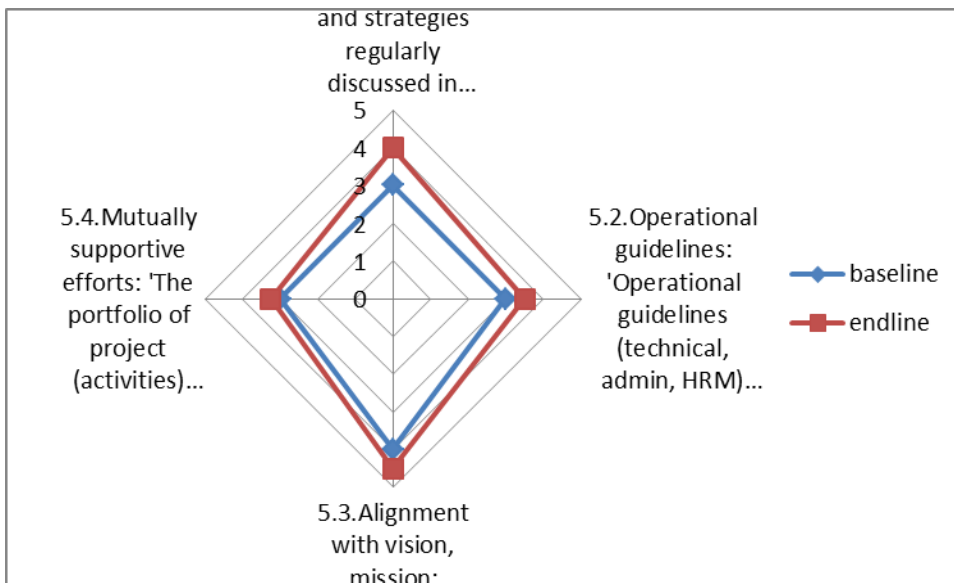 and strategies
regularly
discussed in...
5
4
3
2
1
0
5.4.Mutually
supportive
efforts: 'The
portfolio of
project
(activities)...
5.2.Operational
guidelines:
'Operational
guidelines
(technical,
admin, HRM)...
baseline
endline
5.3.Alignment
with vision,
mission: